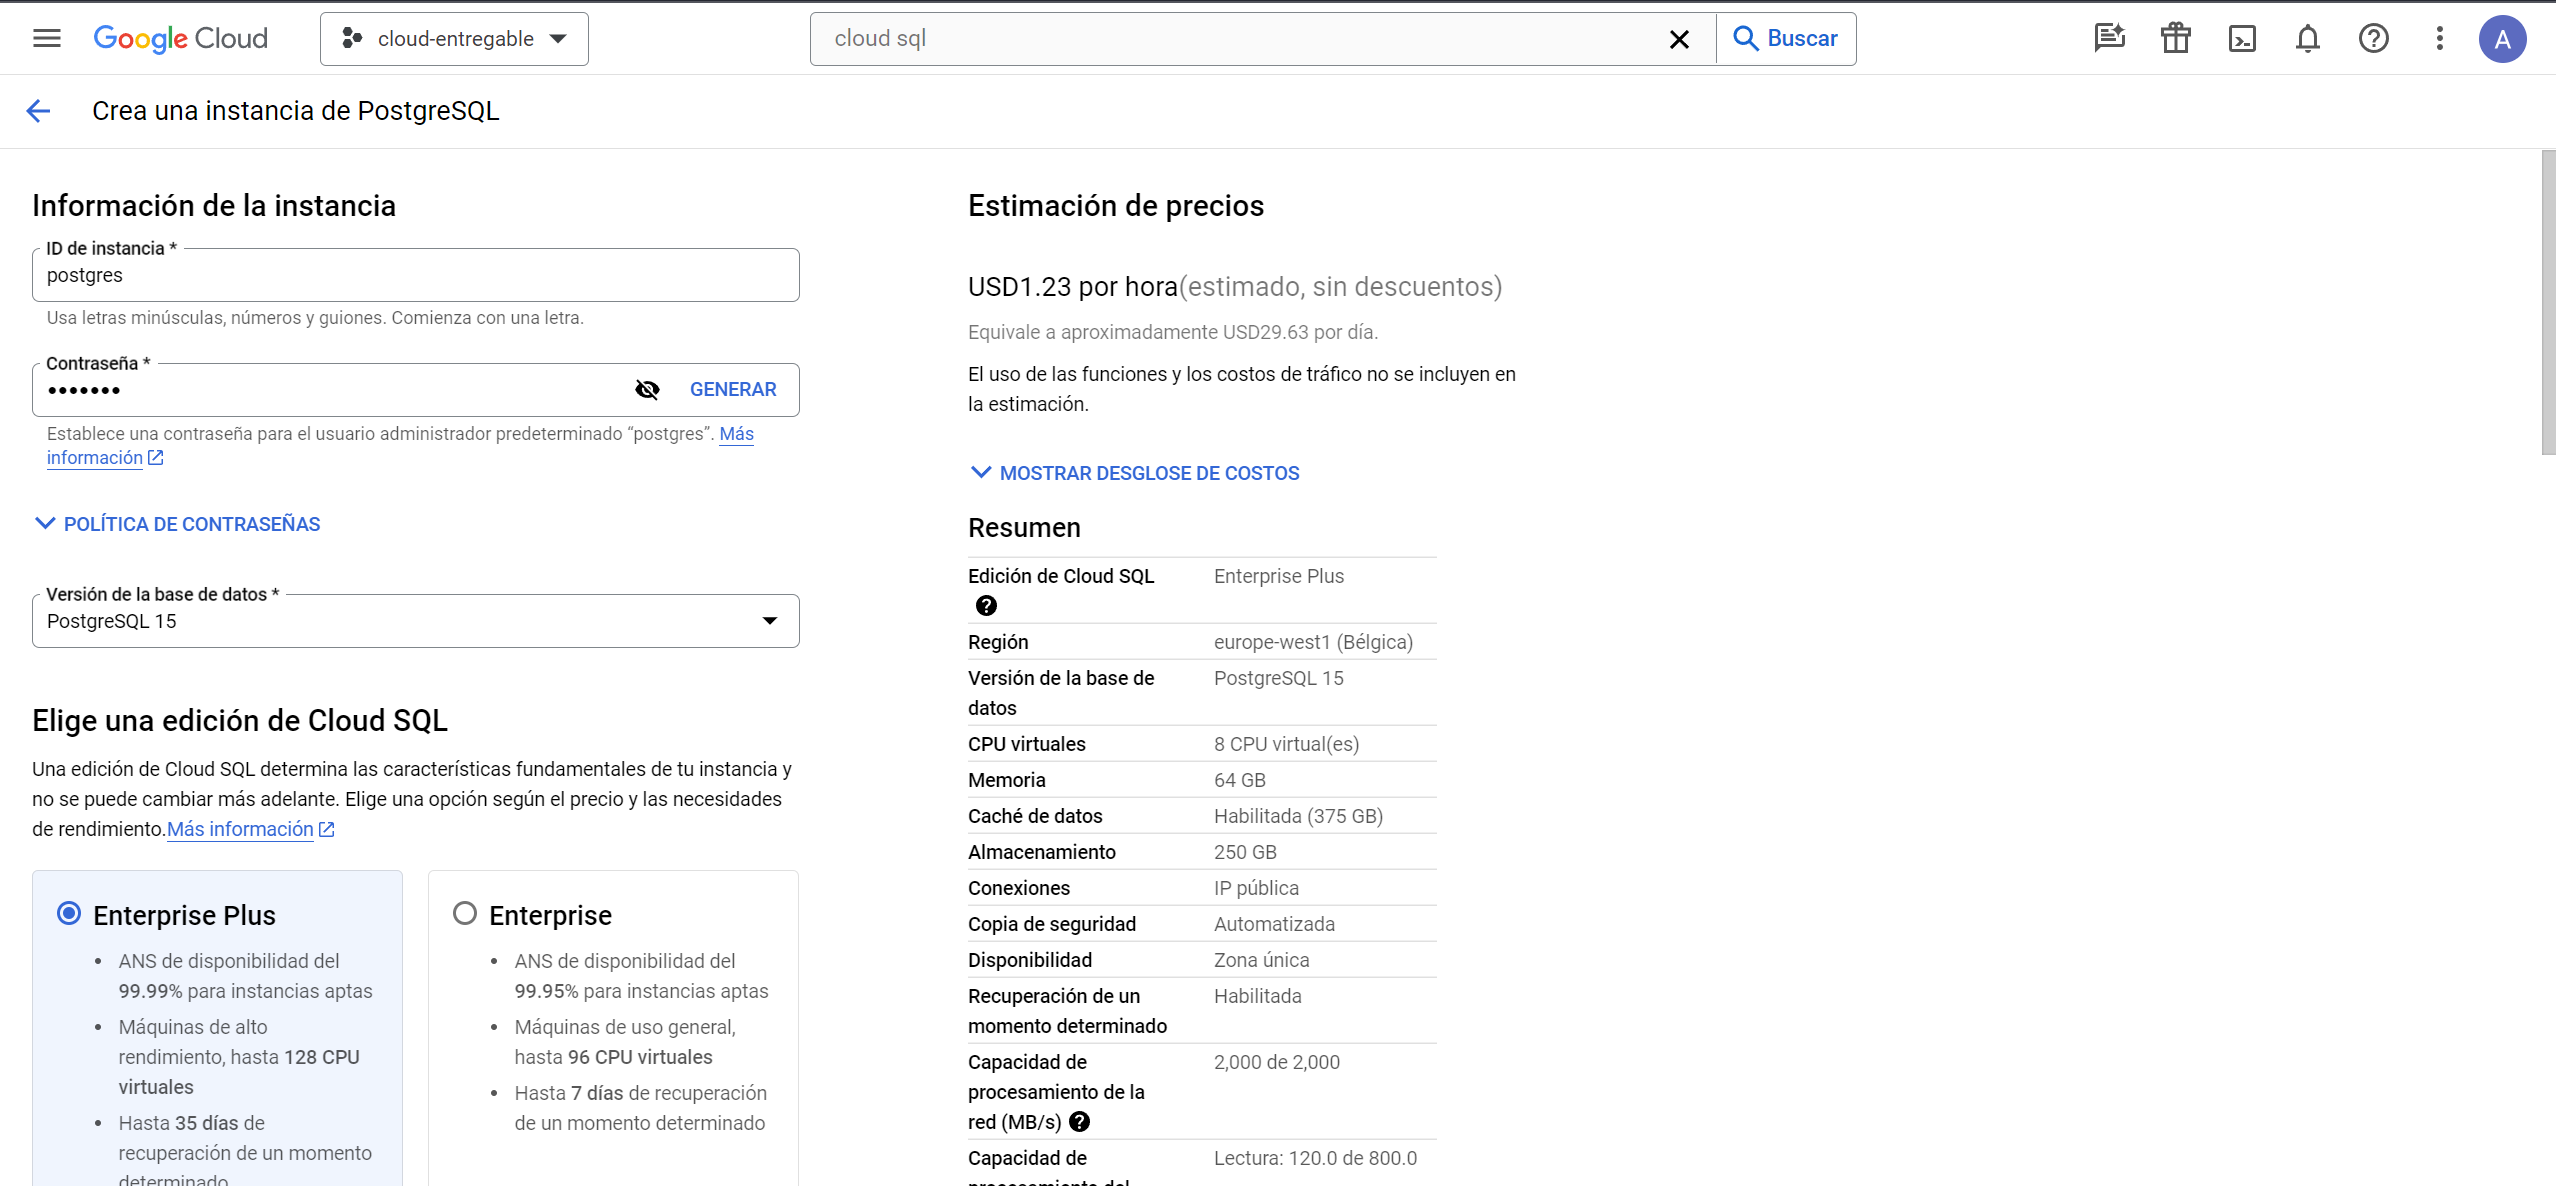 Google Cloud
cloud-entregable
cloud sql
Buscar
A
Crea una instancia de PostgreSQL
Información de la instancia
ID de instancia *
postgres
Usa letras minúsculas, números y guiones. Comienza con una letra.
Contraseña *
•••••••
GENERAR
Establece una contraseña para el usuario administrador predeterminado “postgres”. Más
información
POLÍTICA DE CONTRASEÑAS
Versión de la base de datos *
PostgreSQL 15
Elige una edición de Cloud SQL
Una edición de Cloud SQL determina las características fundamentales de tu instancia y
no se puede cambiar más adelante. Elige una opción según el precio y las necesidades
de rendimiento.Más información
Enterprise Plus
• ANS de disponibilidad del
99.99% para instancias aptas
• Máquinas de alto
rendimiento, hasta 128 CPU
virtuales
• Hasta 35 días de
recuperación de un momento
determinado
Enterprise
• ANS de disponibilidad del
99.95% para instancias aptas
• Máquinas de uso general,
hasta 96 CPU virtuales
• Hasta 7 días de recuperación
de un momento determinado
Estimación de precios
USD1.23 por hora(estimado, sin descuentos)
Equivale a aproximadamente USD29.63 por día.
El uso de las funciones y los costos de tráfico no se incluyen en
la estimación.
MOSTRAR DESGLOSE DE COSTOS
Resumen
Edición de Cloud SQL Enterprise Plus
Región europe-west1 (Bélgica)
Versión de la base de PostgreSQL 15
datos
CPU virtuales 8 CPU virtual(es)
Memoria 64 GB
Caché de datos Habilitada (375 GB)
Almacenamiento 250 GB
Conexiones IP pública
Copia de seguridad Automatizada
Disponibilidad Zona única
Recuperación de un Habilitada
momento determinado
Capacidad de 2,000 de 2,000
procesamiento de la
red (MB/s)
Capacidad de Lectura: 120.0 de 800.0
procesamiento del